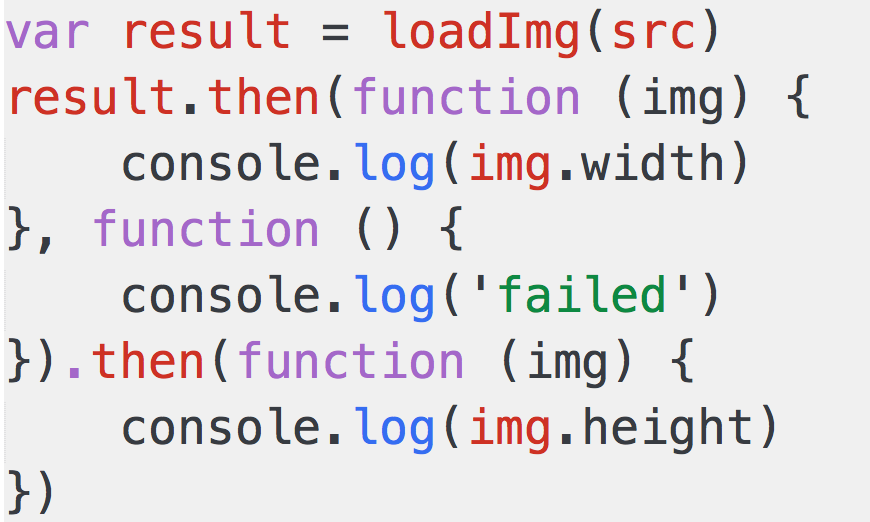 var result = loadImg(src)
result.then(function (img) {
    console.log(img.width)
}, function () {
    console.log('failed')
}).then(function (img) {
    console.log(img.height)
})